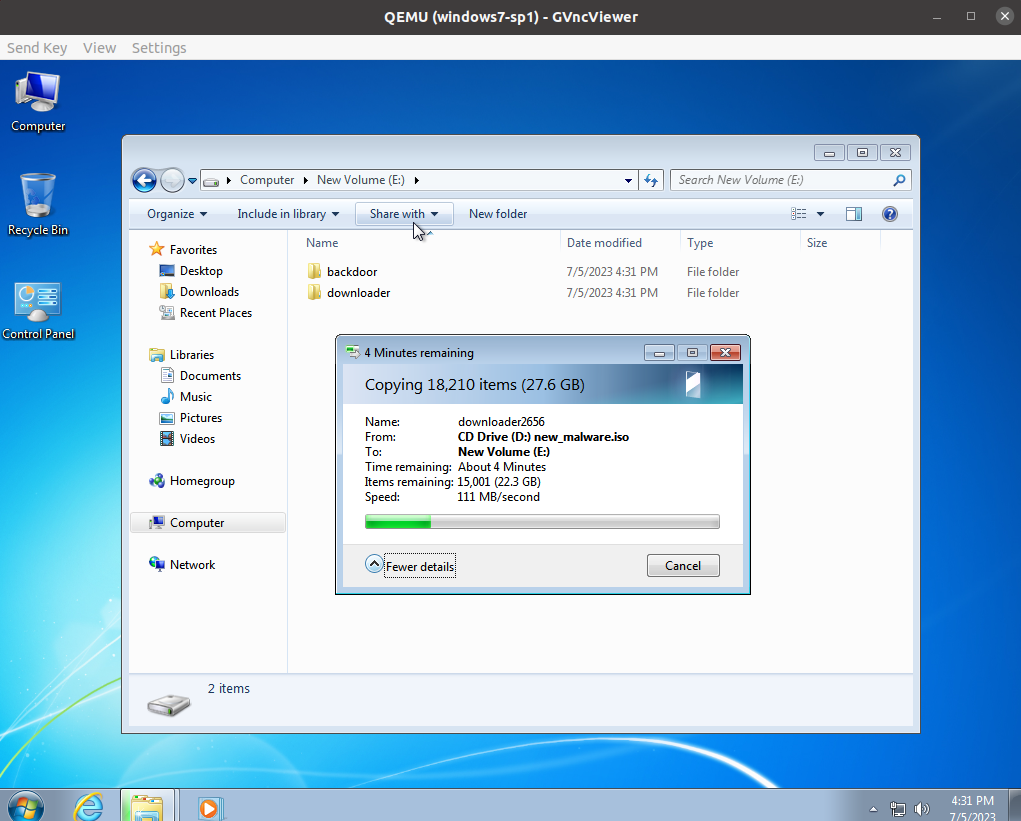 QEMU (windows7-sp1) - GVncViewer
Send Key View Settings
Computer
Recycle Bin
Control Panel
Computer New Volume (E:)
Search New Volume (E:)
Organize Include in library Share with New folder
Favorites
Desktop
Downloads
Recent Places
Libraries
Documents
Music
Pictures
Videos
Homegroup
Computer
Network
Name Date modified Type Size
backdoor 7/5/2023 4:31 PM File folder
downloader 7/5/2023 4:31 PM File folder
4 Minutes remaining
Copying 18,210 items (27.6 GB)
Name: downloader2656
From: CD Drive (D:) new_malware.iso
To: New Volume (E:)
Time remaining: About 4 Minutes
Items remaining: 15,001 (22.3 GB)
Speed: 111 MB/second
Fewer details
Cancel
2 items
4:31 PM
7/5/2023